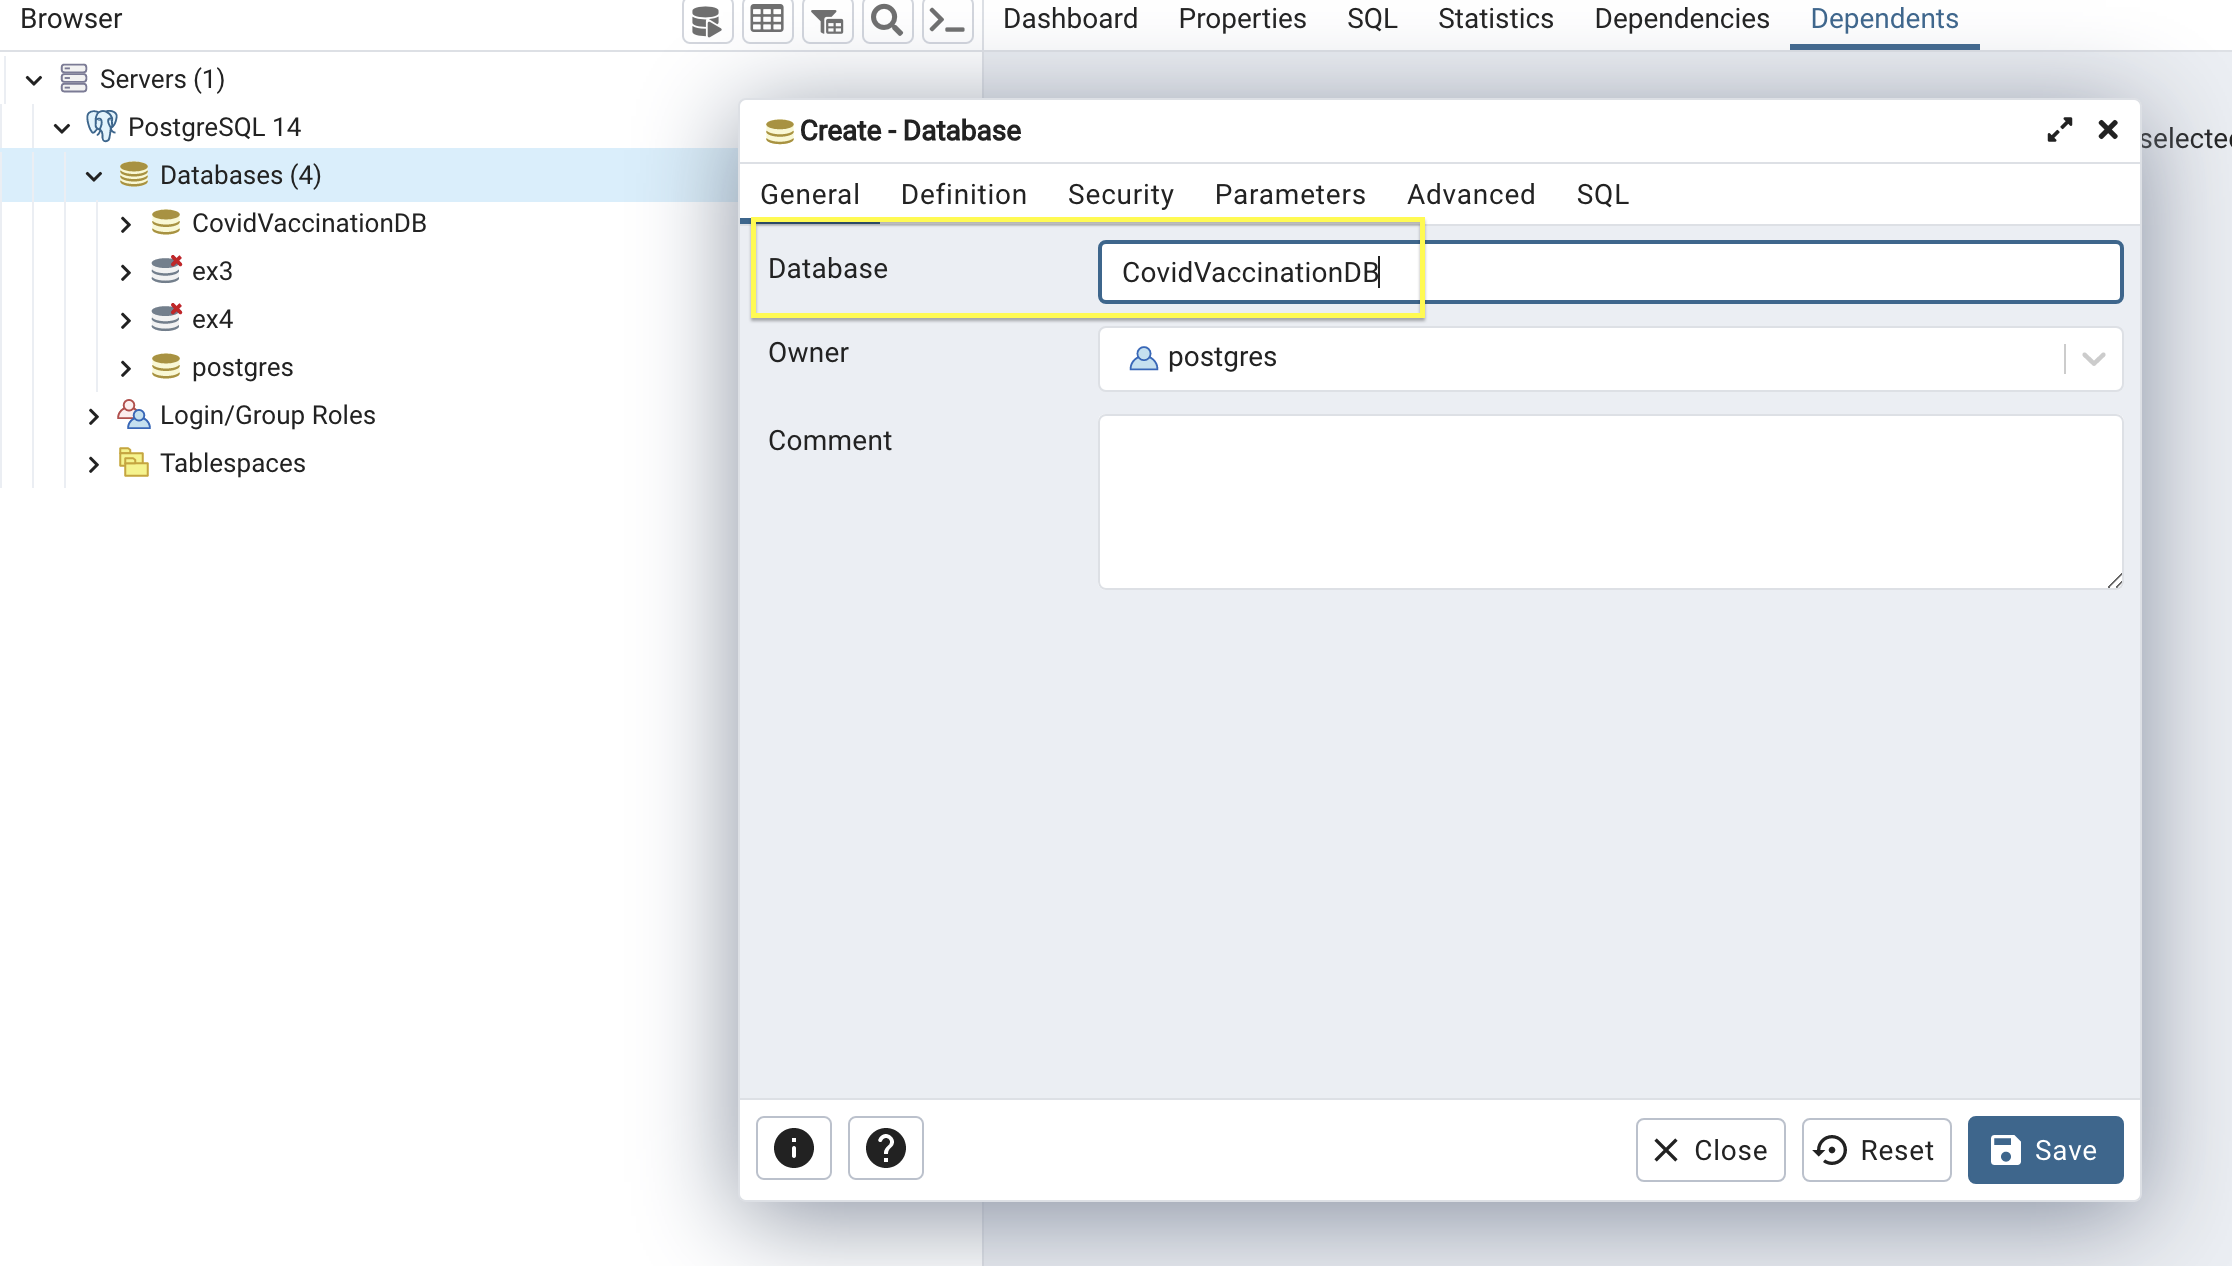 Browser
Dashboard Properties SQL Statistics Dependencies Dependents
Servers (1)
PostgreSQL 14
Databases (4)
CovidVaccinationDB
ex3
ex4
postgres
Login/Group Roles
Tablespaces
selected
Create - Database
General Definition Security Parameters Advanced SQL
Database CovidVaccinationDB
Owner postgres
Comment
Close Reset Save